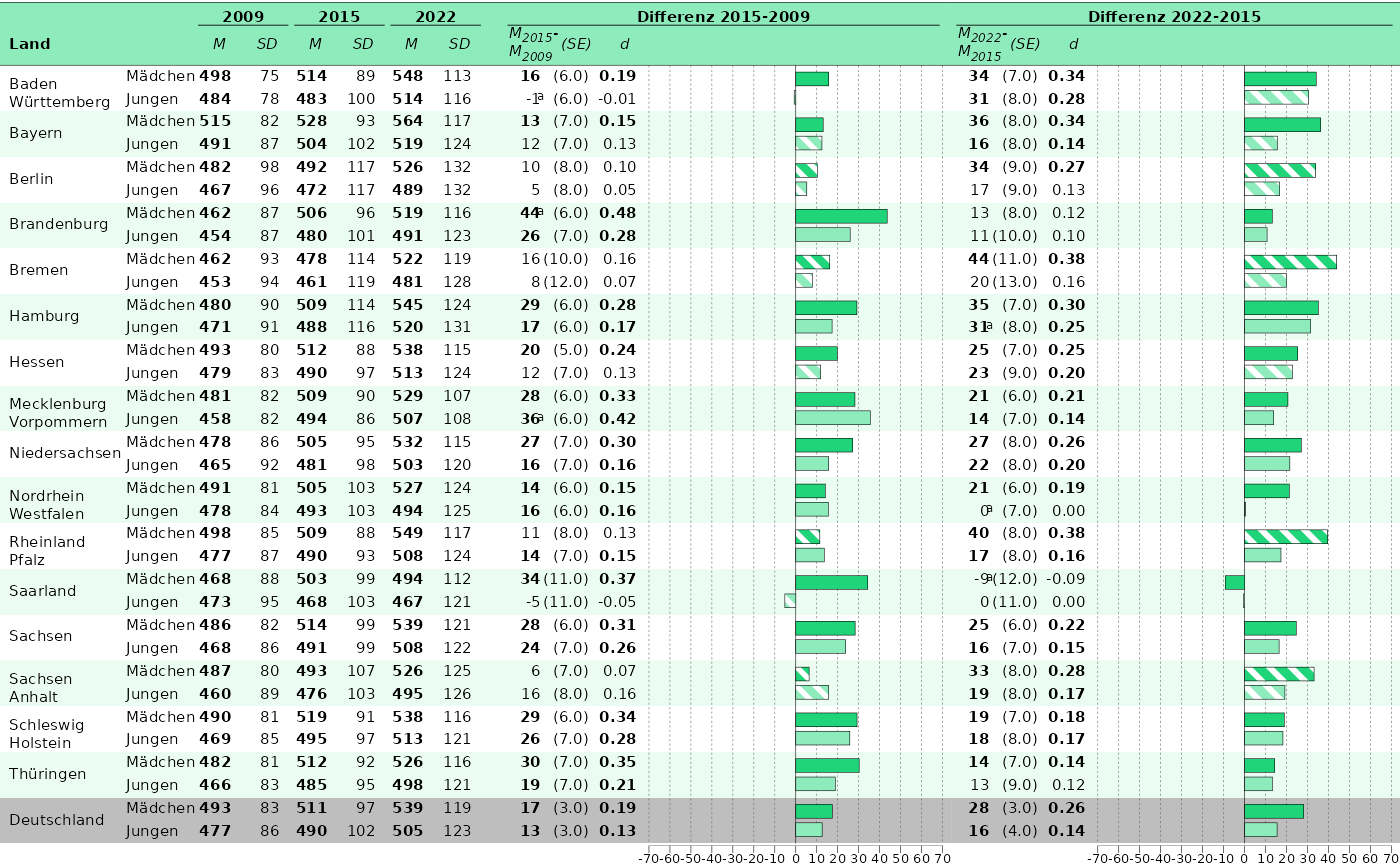 2009 2015 2022 Differenz 2015-2009 Differenz 2022-2015
Land M SD M SD M SD M2015-M2009 (SE) d M2022-M2015 (SE) d
Baden Württemberg
Mädchen 498 75 514 89 548 113 16 (6.0) 0.19 34 (7.0) 0.34
Jungen 484 78 483 100 514 116 -1a (6.0) -0.01 31 (8.0) 0.28
Bayern
Mädchen 515 82 528 93 564 117 13 (7.0) 0.15 36 (8.0) 0.34
Jungen 491 87 504 102 519 124 12 (7.0) 0.13 16 (8.0) 0.14
Berlin
Mädchen 482 98 492 117 526 132 10 (8.0) 0.10 34 (9.0) 0.27
Jungen 467 96 472 117 489 132 5 (8.0) 0.05 17 (9.0) 0.13
Brandenburg
Mädchen 462 87 506 96 519 116 44a (6.0) 0.48 13 (8.0) 0.12
Jungen 454 87 480 101 491 123 26 (7.0) 0.28 11 (10.0) 0.10
Bremen
Mädchen 462 93 478 114 522 119 16 (10.0) 0.16 44 (11.0) 0.38
Jungen 453 94 461 119 481 128 8 (12.0) 0.07 20 (13.0) 0.16
Hamburg
Mädchen 480 90 509 114 545 124 29 (6.0) 0.28 35 (7.0) 0.30
Jungen 471 91 488 116 520 131 17 (6.0) 0.17 31a (8.0) 0.25
Hessen
Mädchen 493 80 512 88 538 115 20 (5.0) 0.24 25 (7.0) 0.25
Jungen 479 83 490 97 513 124 12 (7.0) 0.13 23 (9.0) 0.20
Mecklenburg Vorpommern
Mädchen 481 82 509 90 529 107 28 (6.0) 0.33 21 (6.0) 0.21
Jungen 458 82 494 86 507 108 36a (6.0) 0.42 14 (7.0) 0.14
Niedersachsen
Mädchen 478 86 505 95 532 115 27 (7.0) 0.30 27 (8.0) 0.26
Jungen 465 92 481 98 503 120 16 (7.0) 0.16 22 (8.0) 0.20
Nordrhein Westfalen
Mädchen 491 81 505 103 527 124 14 (6.0) 0.15 21 (6.0) 0.19
Jungen 478 84 493 103 494 125 16 (6.0) 0.16 0a (7.0) 0.00
Rheinland Pfalz
Mädchen 498 85 509 88 549 117 11 (8.0) 0.13 40 (8.0) 0.38
Jungen 477 87 490 93 508 124 14 (7.0) 0.15 17 (8.0) 0.16
Saarland
Mädchen 468 88 503 99 494 112 34 (11.0) 0.37 -9a (12.0) -0.09
Jungen 473 95 468 103 467 121 -5 (11.0) -0.05 0 (11.0) 0.00
Sachsen
Mädchen 486 82 514 99 539 121 28 (6.0) 0.31 25 (6.0) 0.22
Jungen 468 86 491 99 508 122 24 (7.0) 0.26 16 (7.0) 0.15
Sachsen Anhalt
Mädchen 487 80 493 107 526 125 6 (7.0) 0.07 33 (8.0) 0.28
Jungen 460 89 476 103 495 126 16 (8.0) 0.16 19 (8.0) 0.17
Schleswig Holstein
Mädchen 490 81 519 91 538 116 29 (6.0) 0.34 19 (7.0) 0.18
Jungen 469 85 495 97 513 121 26 (7.0) 0.28 18 (8.0) 0.17
Thüringen
Mädchen 482 81 512 92 526 116 30 (7.0) 0.35 14 (7.0) 0.14
Jungen 466 83 485 95 498 121 19 (7.0) 0.21 13 (9.0) 0.12
Deutschland
Mädchen 493 83 511 97 539 119 17 (3.0) 0.19 28 (3.0) 0.26
Jungen 477 86 490 102 505 123 13 (3.0) 0.13 16 (4.0) 0.14
-70 -60 -50 -40 -30 -20 -10 0 10 20 30 40 50 60 70 -70 -60 -50 -40 -30 -20 -10 0 10 20 30 40 50 60 70